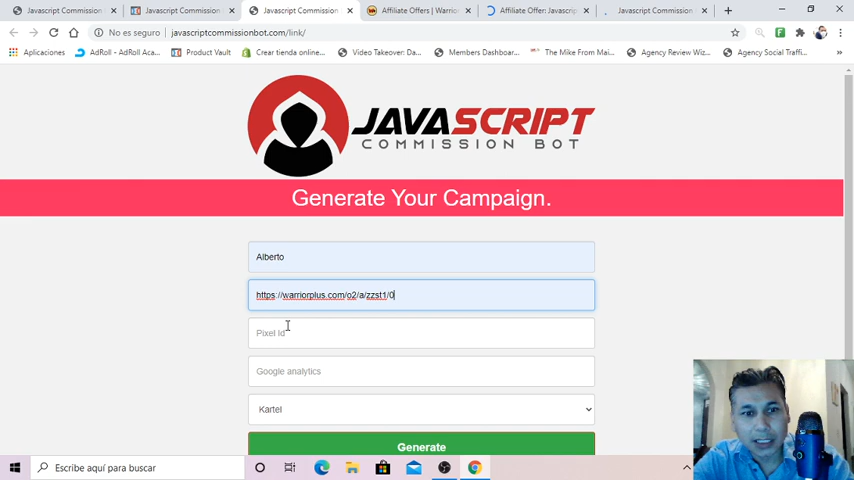 Javascript Commission
Javascript Commission
Javascript Commission
Affiliate Offers | Warrior
Affiliate Offer: Javascrip
Javascript Commission
No es seguro | javascriptcommissionbot.com/link/
Aplicaciones
AdRoll - AdRoll Aca...
Product Vault
Crear tienda online...
Video Takeover: Da...
Members Dashboar...
The Mike From Mai...
Agency Review Wiz...
Agency Social Traffi...
JAVASCRIPT
COMMISSION BOT
Generate Your Campaign.
Alberto
https://warriorplus.com/o2/a/zzst1/0
Pixel Id
Google analytics
Kartel
Generate
Escribe aquí para buscar